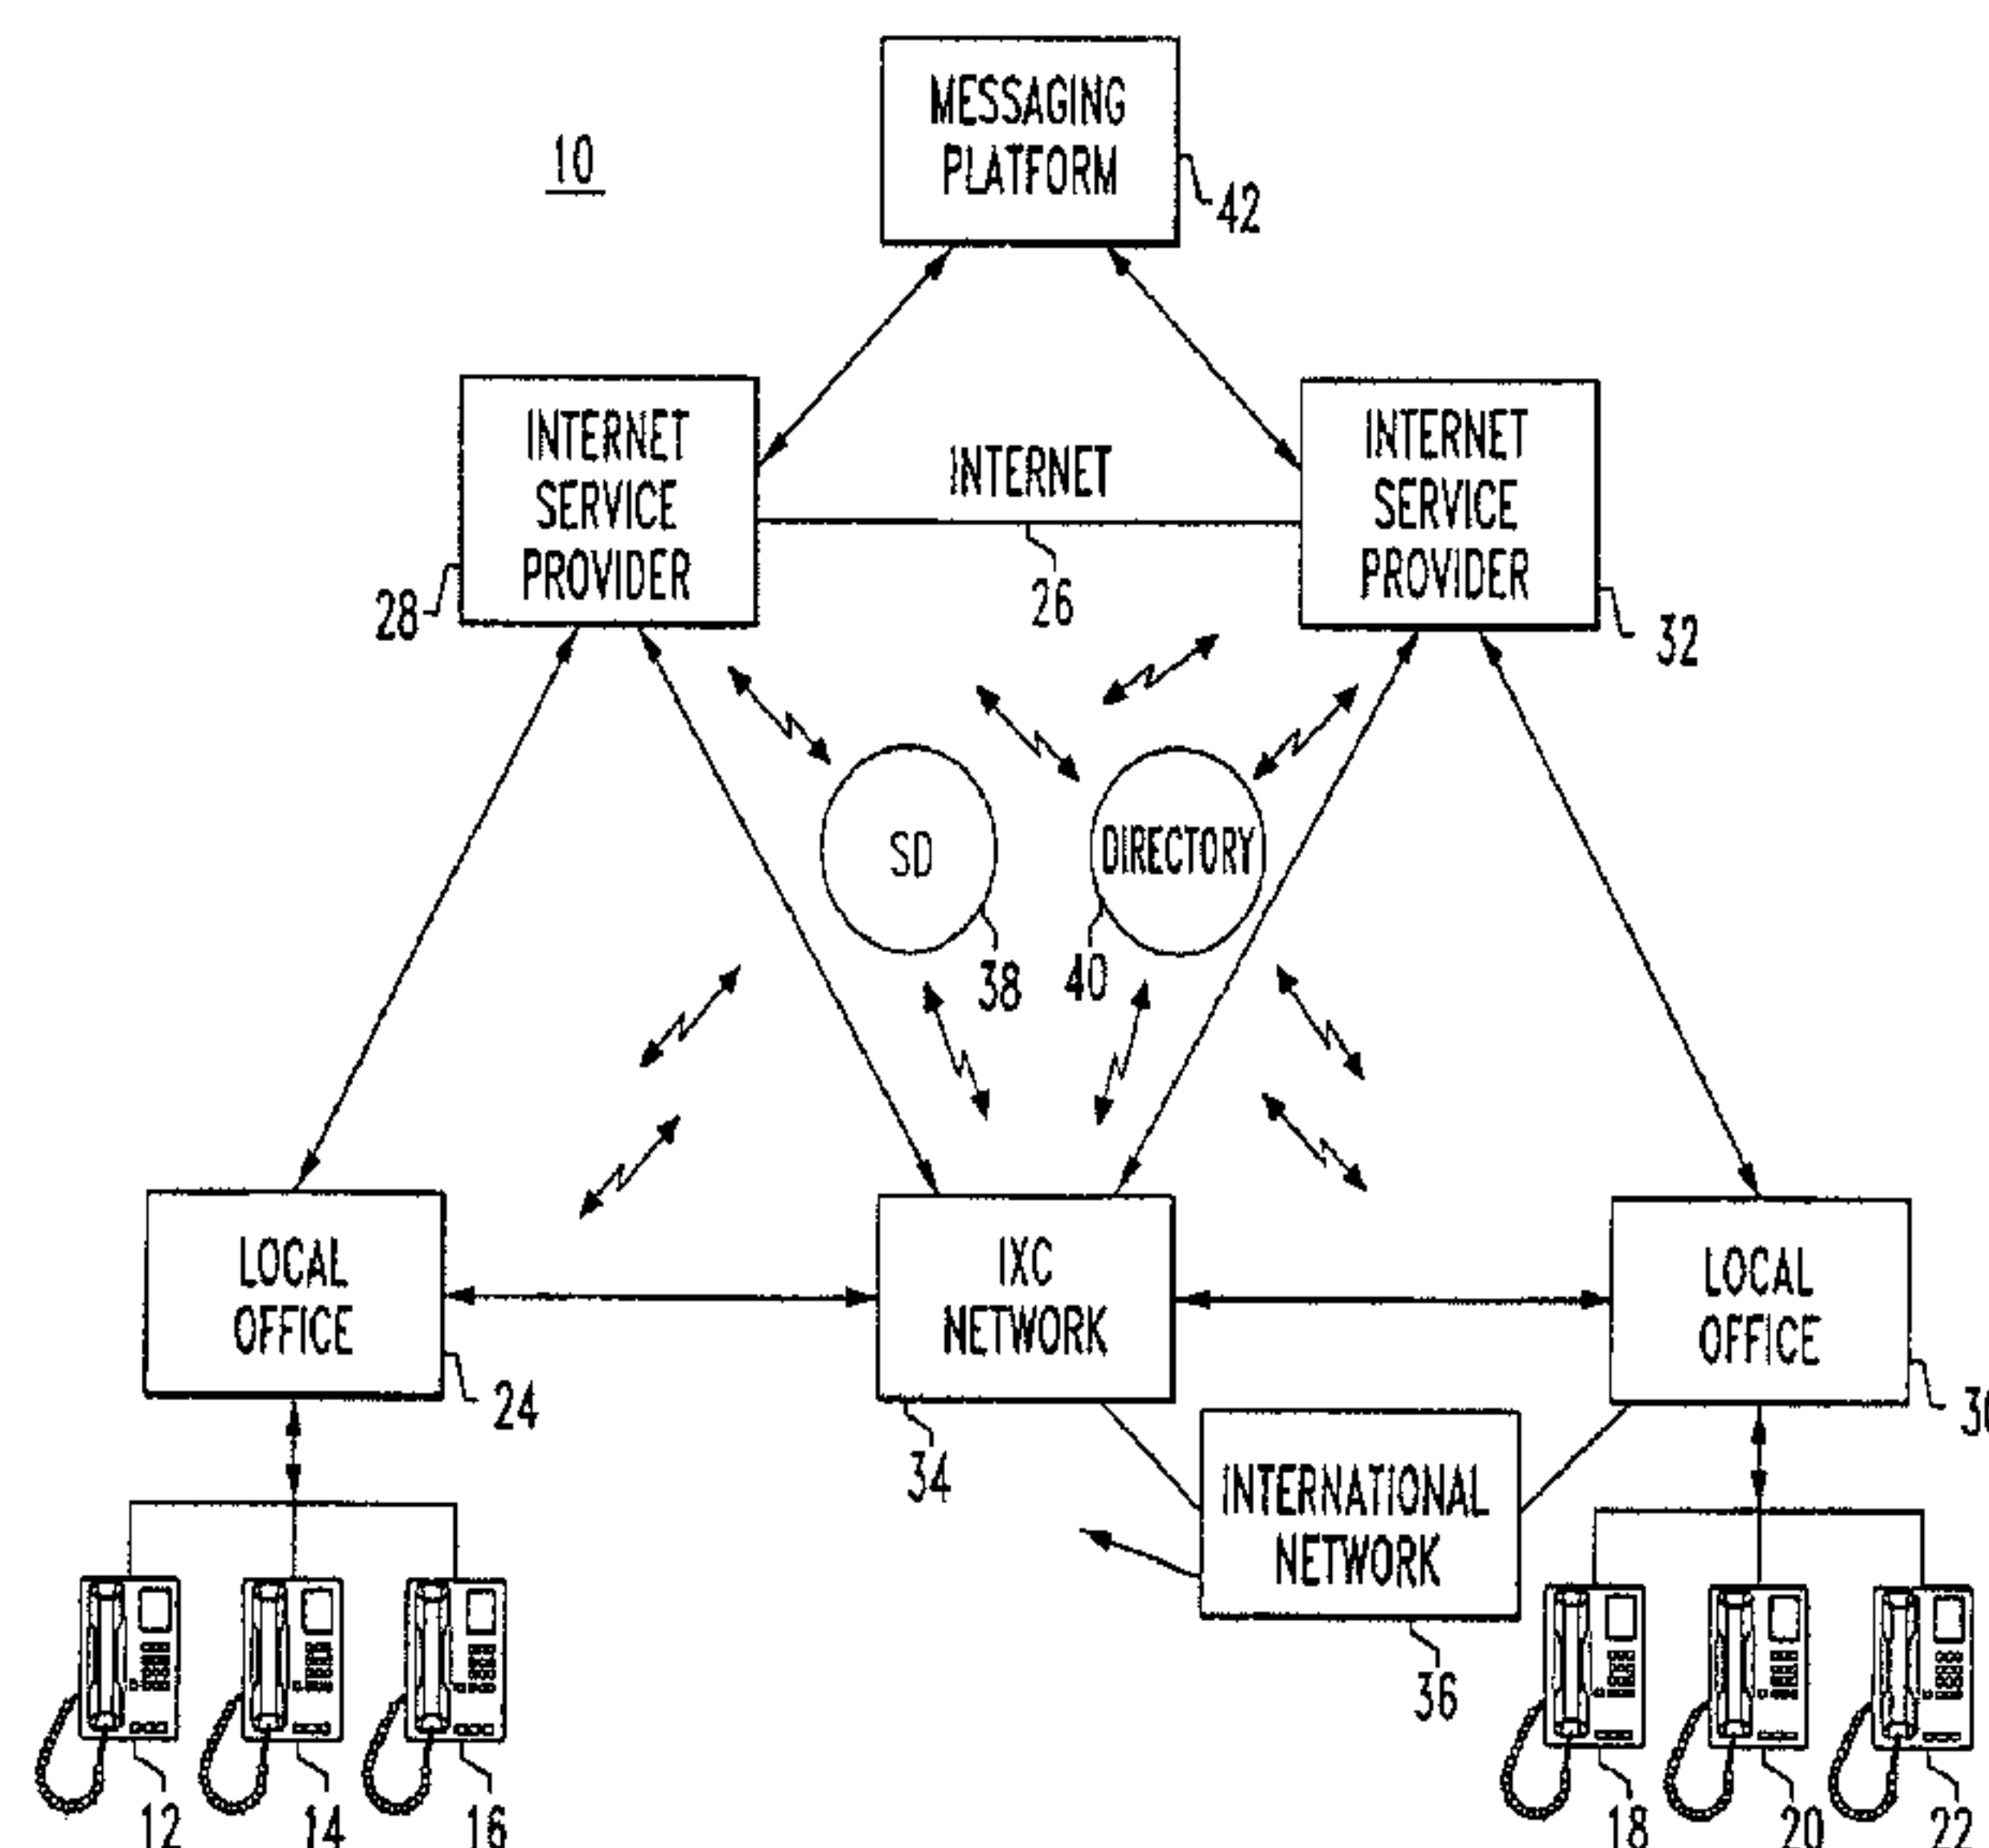 MESSAGING
PLATFORM
10
42
INTERNET
SERVICE
PROVIDER
INTERNET
INTERNET
SERVICE
PROVIDER
28
26
32
SD
DIRECTORY
38
40
LOCAL
OFFICE
IXC
NETWORK
LOCAL
OFFICE
24
34
INTERNATIONAL
NETWORK
36
12
14
16
18
20
22